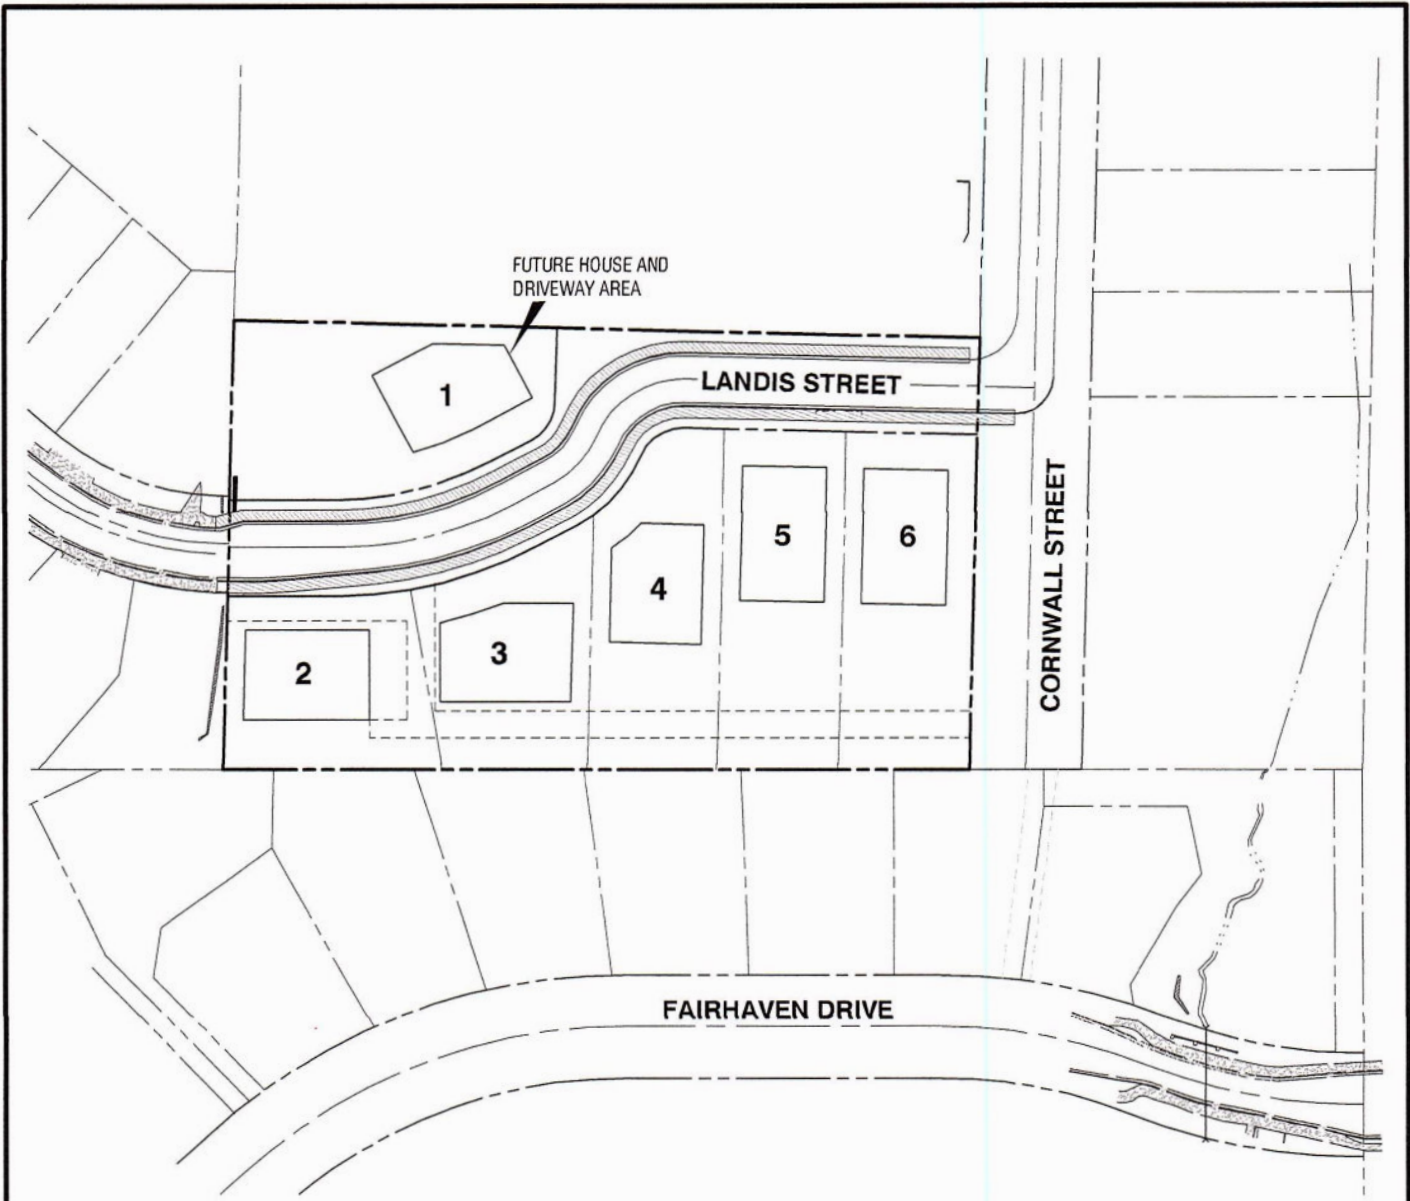 FUTURE HOUSE AND
DRIVEWAY AREA
1
LANDIS STREET
5
6
4
3
2
CORNWALL STREET
FAIRHAVEN DRIVE